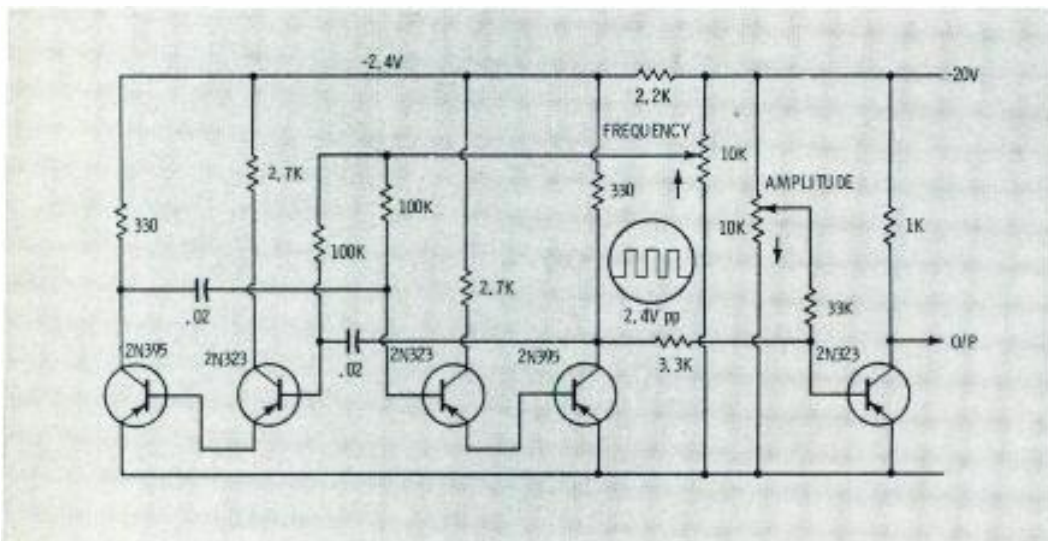 -2.4V
-20V
2.2K
FREQUENCY
10K
2.7K
330
AMPLITUDE
100K
10K
1K
330
100K
2.7K
33K
.02
2.4V pp
2N395
2N323
.02
2N323
2N395
3.3K
2N323
O/P